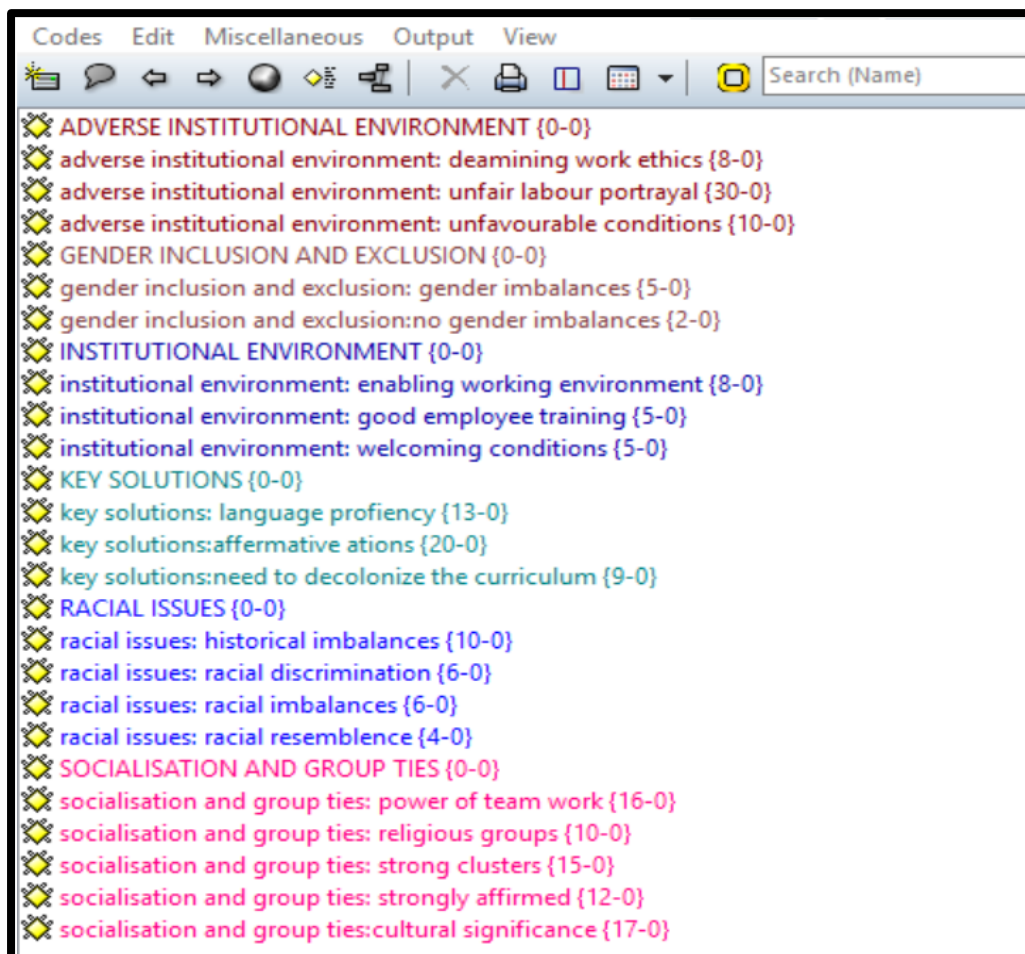 Codes Edit Miscellaneous Output View
Search (Name)
ADVERSE INSTITUTIONAL ENVIRONMENT {0-0}
adverse institutional environment: deamining work ethics {8-0}
adverse institutional environment: unfair labour portrayal {30-0}
adverse institutional environment: unfavourable conditions {10-0}
GENDER INCLUSION AND EXCLUSION {0-0}
gender inclusion and exclusion: gender imbalances {5-0}
gender inclusion and exclusion:no gender imbalances {2-0}
INSTITUTIONAL ENVIRONMENT {0-0}
institutional environment: enabling working environment {8-0}
institutional environment: good employee training {5-0}
institutional environment: welcoming conditions {5-0}
KEY SOLUTIONS {0-0}
key solutions: language profiency {13-0}
key solutions:affermative ations {20-0}
key solutions:need to decolonize the curriculum {9-0}
RACIAL ISSUES {0-0}
racial issues: historical imbalances {10-0}
racial issues: racial discrimination {6-0}
racial issues: racial imbalances {6-0}
racial issues: racial resemblence {4-0}
SOCIALISATION AND GROUP TIES {0-0}
socialisation and group ties: power of team work {16-0}
socialisation and group ties: religious groups {10-0}
socialisation and group ties: strong clusters {15-0}
socialisation and group ties: strongly affirmed {12-0}
socialisation and group ties:cultural significance {17-0}